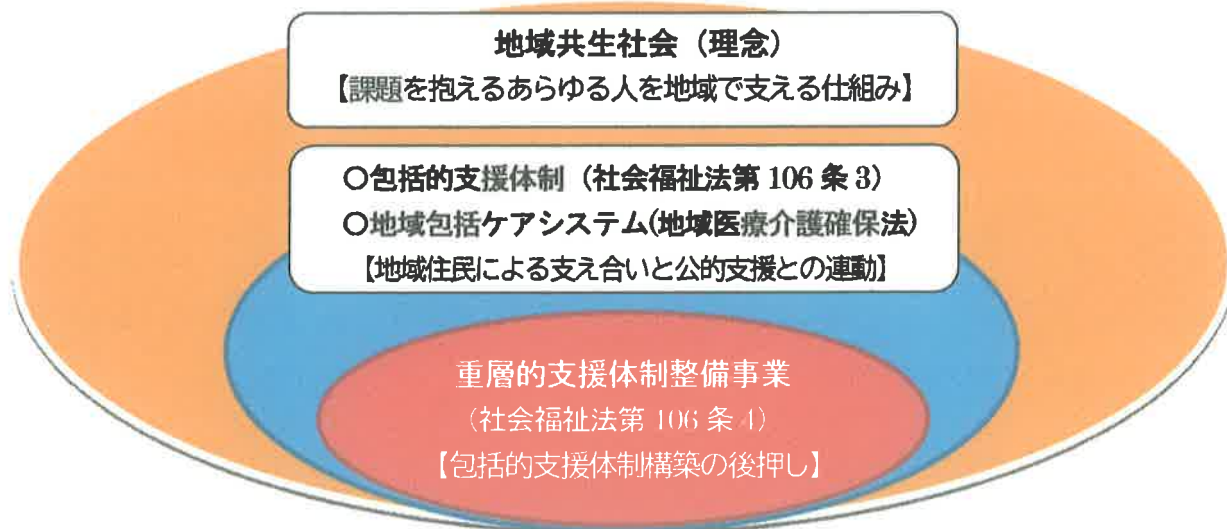 地域共生社会（理念）
【課題を抱えるあらゆる人を地域で支える仕組み】
○包括的支援体制（社会福祉法第 106 条 3）
○地域包括ケアシステム(地域医療介護確保法)
【地域住民による支え合いと公的支援との連動】
重層的支援体制整備事業
（社会福祉法第 106 条 4）
【包括的支援体制構築の後押し】